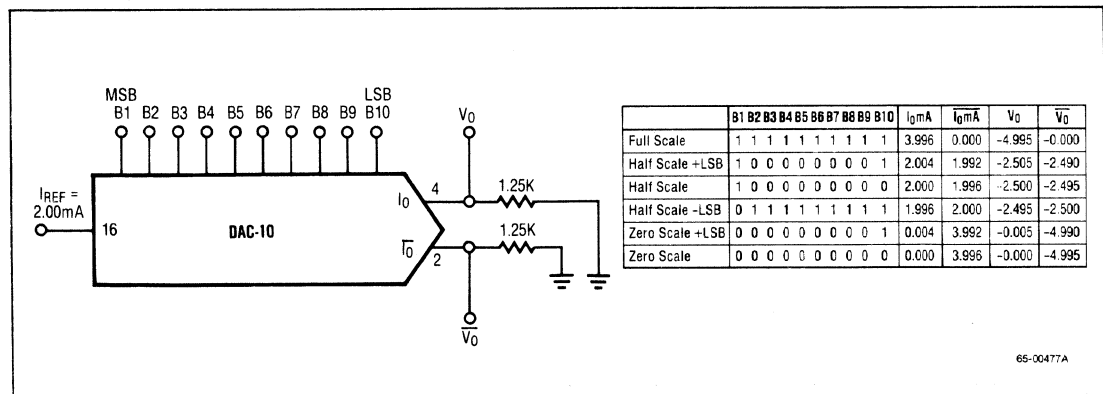 MSB LSB
B1 B2 B3 B4 B5 B6 B7 B8 B9 B10
V0
IREF =
2.00mA
16
DAC-10
I0
4
1.25K
I0
2
1.25K
V0
B1 B2 B3 B4 B5 B6 B7 B8 B9 B10 I0mA I0mA V0 V0
Full Scale 1 1 1 1 1 1 1 1 1 1 3.996 0.000 -4.995 -0.000
Half Scale +LSB 1 0 0 0 0 0 0 0 0 1 2.004 1.992 -2.505 -2.490
Half Scale 1 0 0 0 0 0 0 0 0 0 2.000 1.996 -2.500 -2.495
Half Scale -LSB 0 1 1 1 1 1 1 1 1 1 1.996 2.000 -2.495 -2.500
Zero Scale +LSB 0 0 0 0 0 0 0 0 0 1 0.004 3.992 -0.005 -4.990
Zero Scale 0 0 0 0 0 0 0 0 0 0 0.000 3.996 -0.000 -4.995
65-00477A